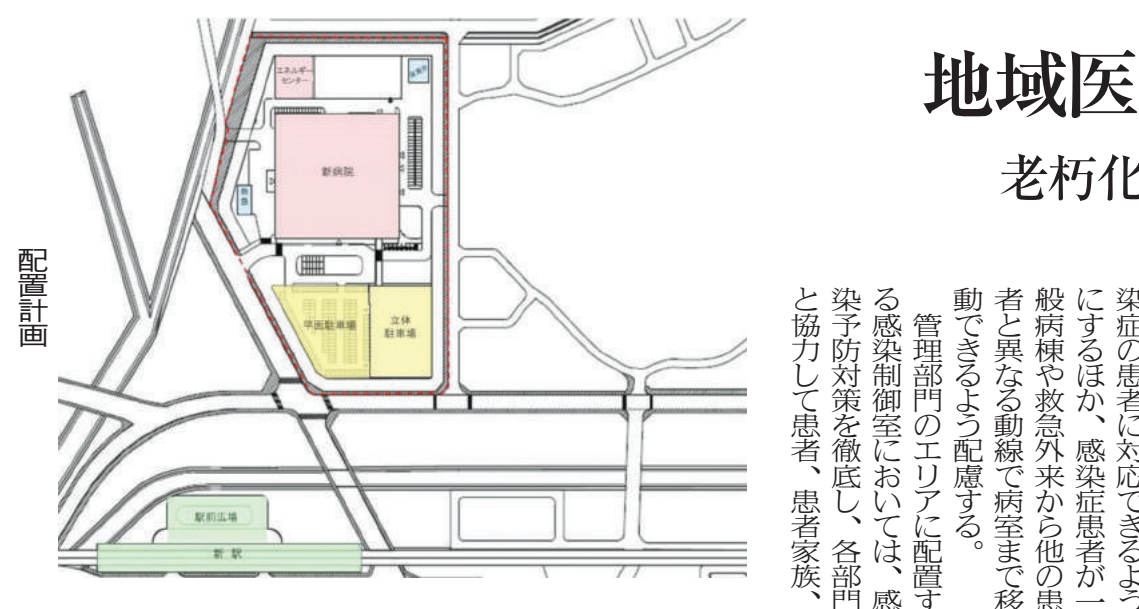 地域医
老朽化
染症の患者に対応できるよう
にするほか、感染症患者が一
般病棟や救急外来から他の患
者と異なる動線で病室まで移
動できるよう配慮する。
管理部門のエリアに配置す
る感染制御室においては、感
染予防対策を徹底し、各部門
と協力して患者、患者家族、
配置計画
エネルギー
センター
新病院
平面駐車場
立体
駐車場
駅前広場
新駅